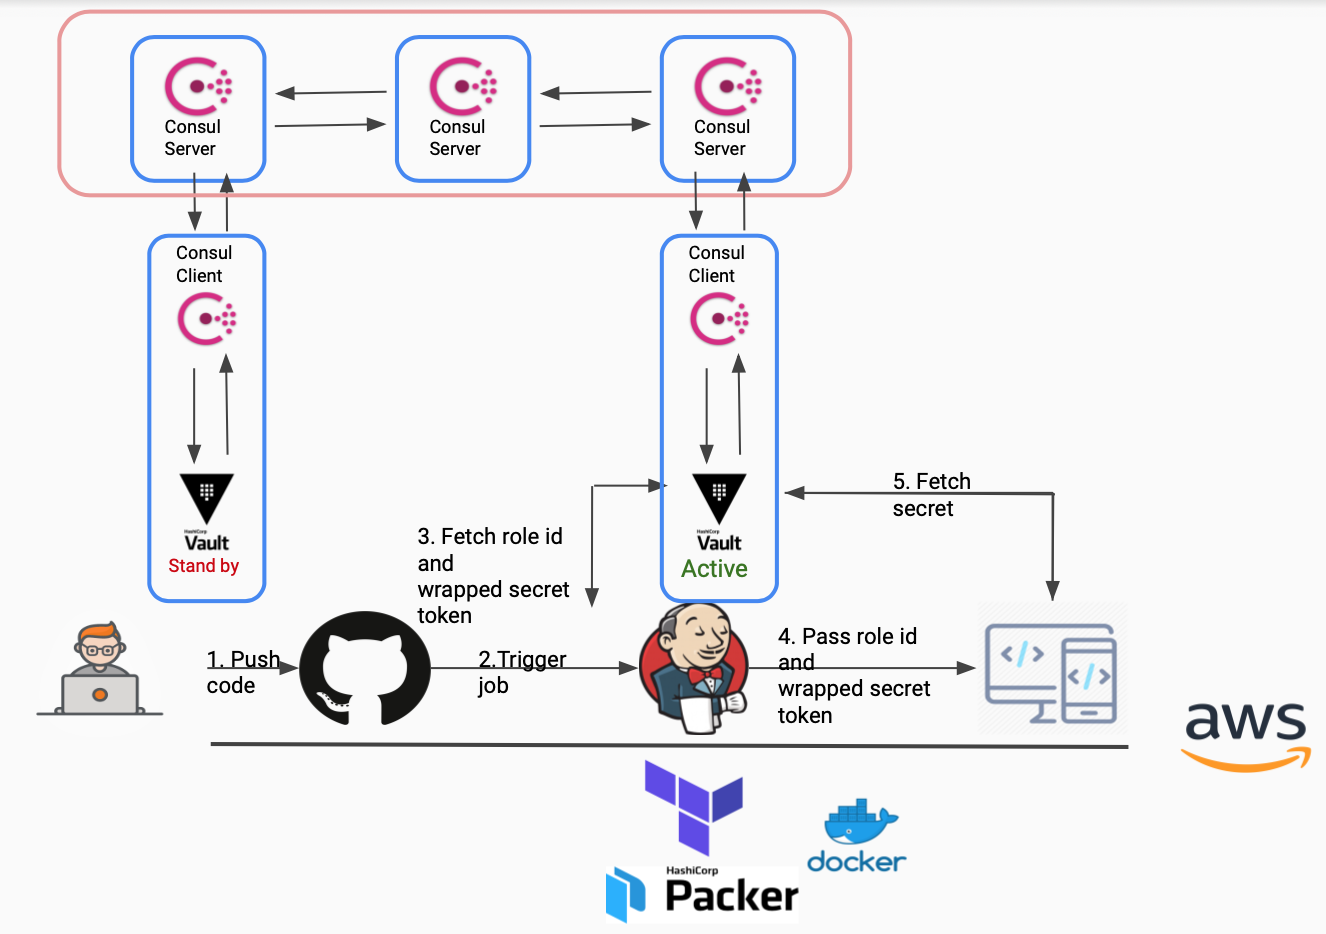 Consul
Server
Consul
Server
Consul
Server
Consul
Client
Consul
Client
HashiCorp
Vault
Stand by
HashiCorp
Vault
Active
5. Fetch
secret
3. Fetch role id
and
wrapped secret
token
1. Push
code
2.Trigger
job
4. Pass role id
and
wrapped secret
token
</>
</>
aws
docker
HashiCorp
Packer